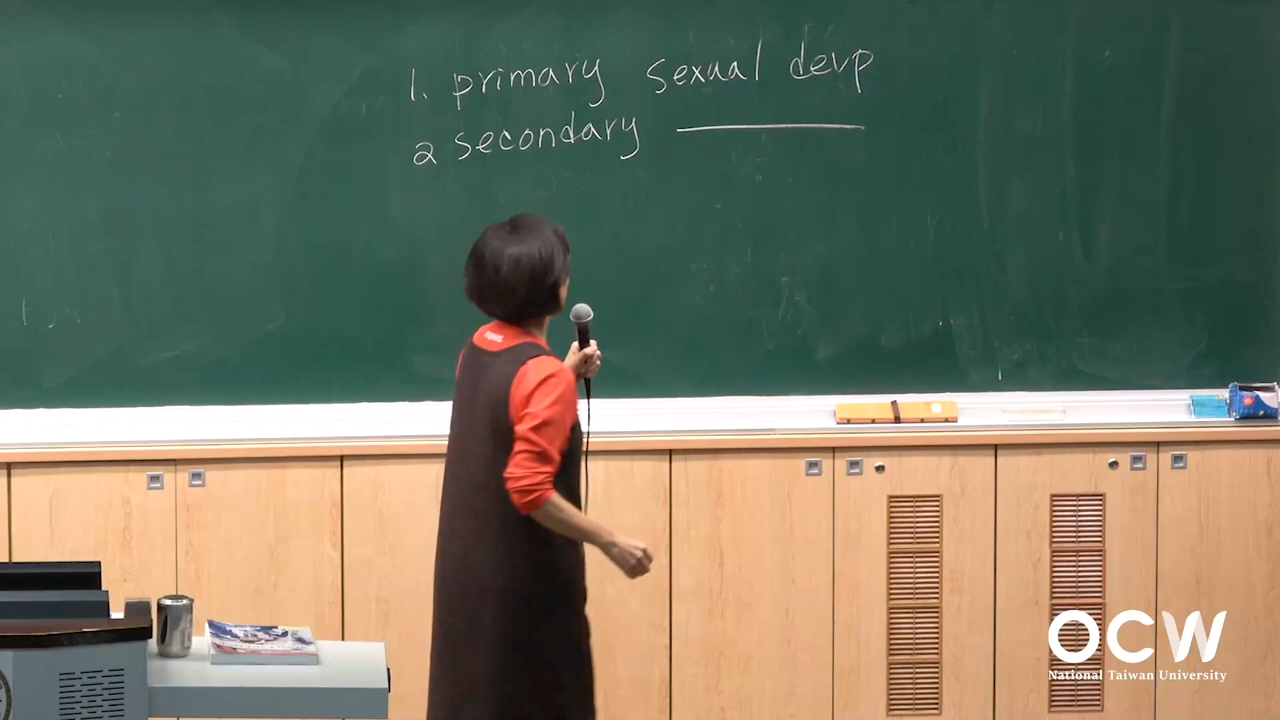 1. primary sexual devp
2 secondary ———
OCW
National Taiwan University